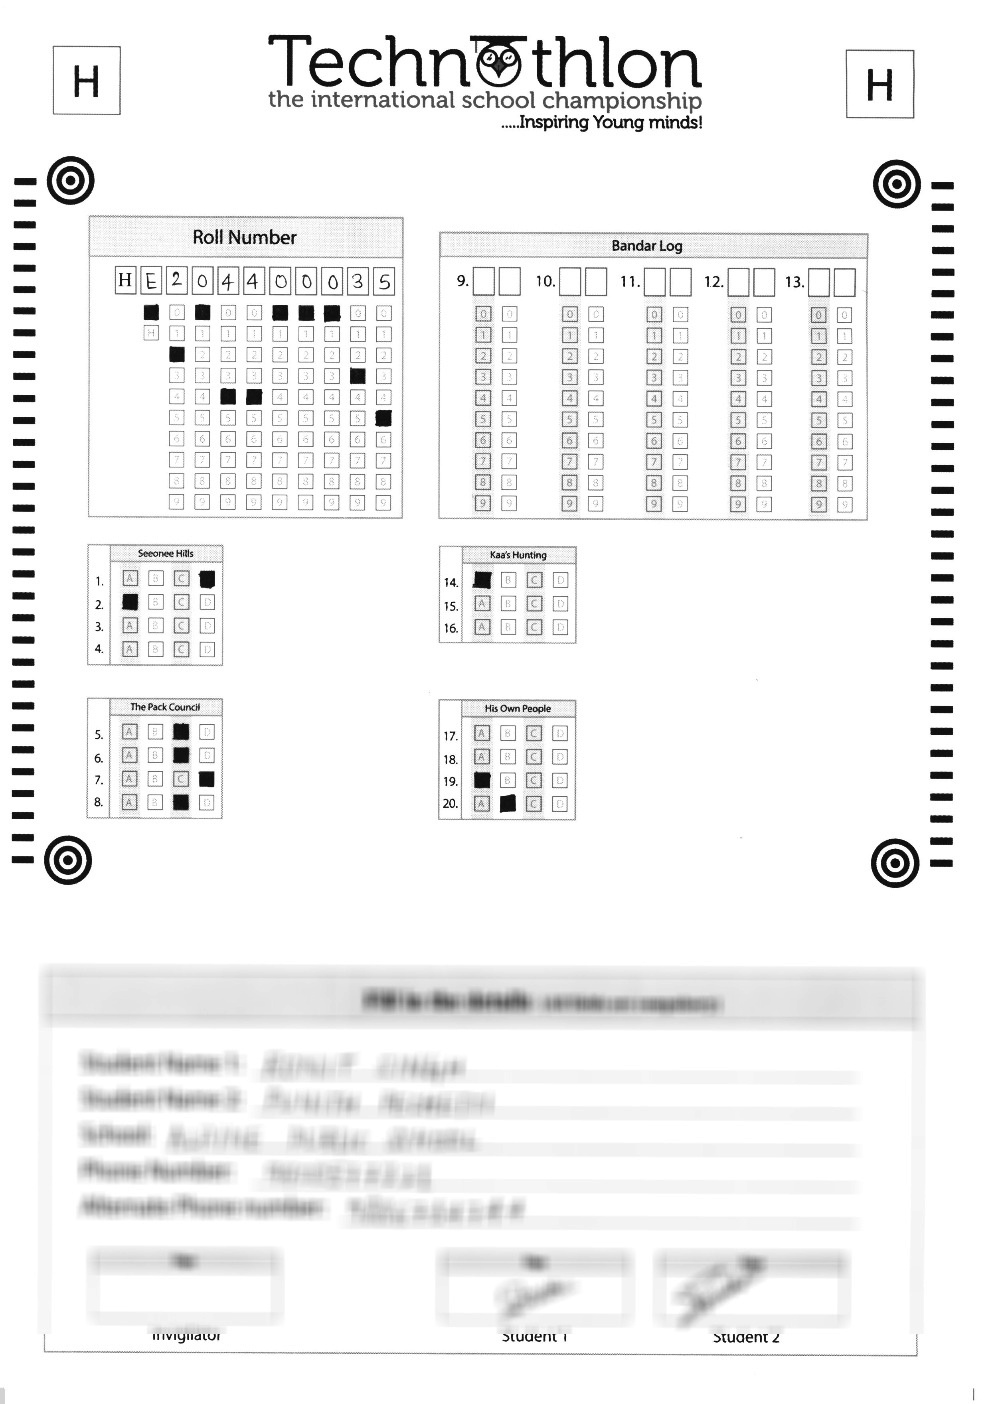 H
Technothlon
H
the international school championship
.....Inspiring Young minds!
Roll Number
H E 2 0 4 4 0 0 0 3 5
0 0 0 0 0
H 1 1 1 1 1 1 1 1 1
2 2 2 2 2 2 2 2
3 3 3 3 3 3 3 3
4 4 4 4 4 4 4
5 5 5 5 5 5 5 5
6 6 6 6 6 6 6 6 6
7 7 7 7 7 7 7 7 7
8 8 8 8 8 8 8 8 8
9 9 9 9 9 9 9 9 9
Bandar Log
9. 10. 11. 12. 13.
0 0 0 0 0 0 0 0 0 0
1 1 1 1 1 1 1 1 1 1
2 2 2 2 2 2 2 2 2 2
3 3 3 3 3 3 3 3 3 3
4 4 4 4 4 4 4 4 4 4
5 5 5 5 5 5 5 5 5 5
6 6 6 6 6 6 6 6 6 6
7 7 7 7 7 7 7 7 7 7
8 8 8 8 8 8 8 8 8 8
9 9 9 9 9 9 9 9 9 9
Seeonee Hills
1. A B C
2. B C D
3. A B C D
4. A B C D
Kaa's Hunting
14. B C D
15. A B C D
16. A B C D
The Pack Council
5. A B D
6. A B D
7. A B C
8. A B D
His Own People
17. A B C D
18. A B C D
19. B C D
20. A C D
Student Name 1:
Student Name 2:
School:
Phone Number:
Alternate Phone number:
Invigilator Student 1 Student 2